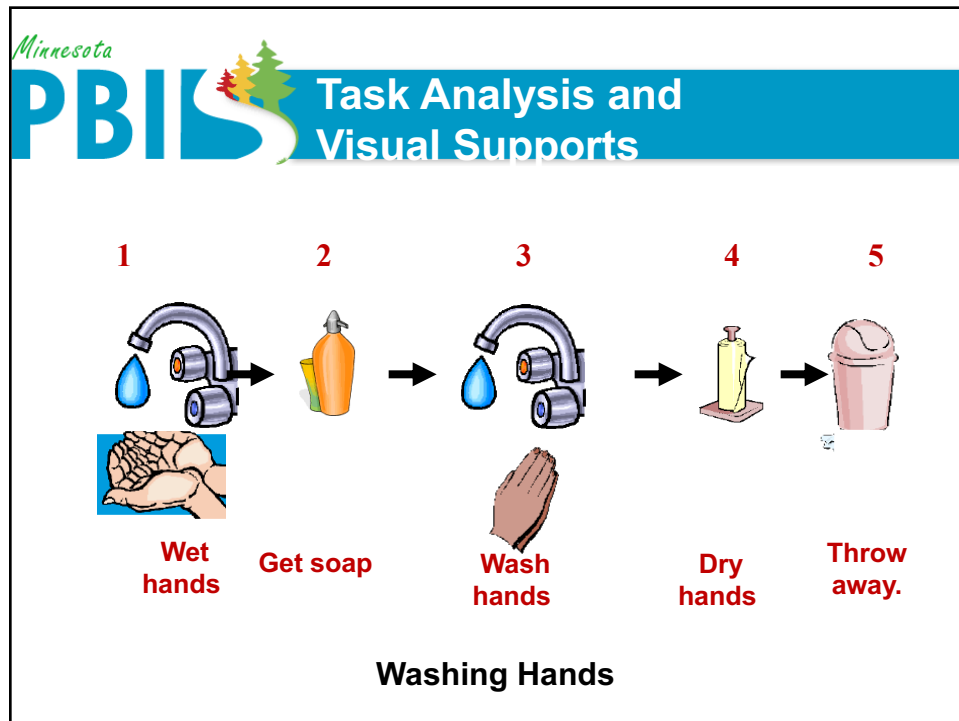 Minnesota
PBIS
Task Analysis and
Visual Supports
1 2 3 4 5
Wet
hands
Get soap
Wash
hands
Dry
hands
Throw
away.
Washing Hands